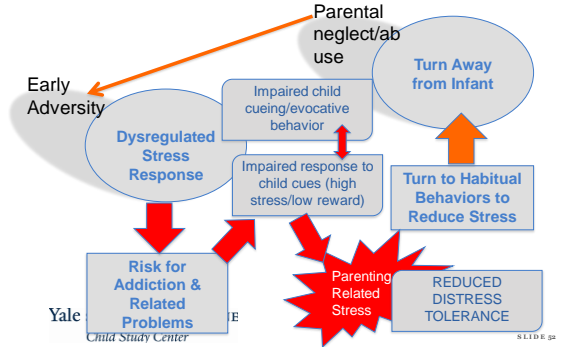 Parental
neglect/ab
use
Turn Away
from Infant
Early
Adversity
Impaired child
cueing/evocative
behavior
Dysregulated
Stress
Response
Impaired response to
child cues (high
stress/low reward)
Turn to Habitual
Behaviors to
Reduce Stress
Risk for
Addiction &
Related
Problems
Parenting
Related
Stress
REDUCED
DISTRESS
TOLERANCE
Yale
Child Study Center
SLIDE 52